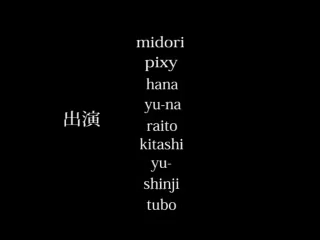 出演
midori
pixy
hana
yu-na
raito
kitashi
yu-
shinji
tubo